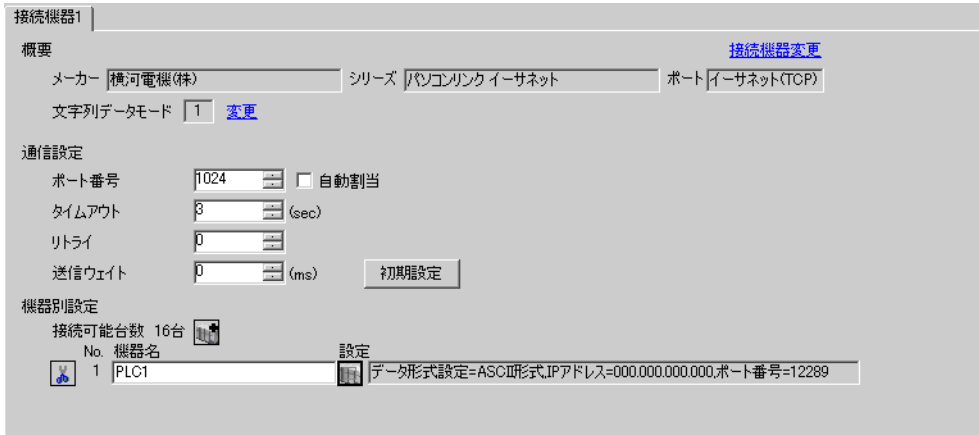 接続機器1
概要 接続機器変更
メーカー 横河電機(株) シリーズ パソコンリンク イーサネット ポート イーサネット(TCP)
文字列データモード 1 変更
通信設定
ポート番号 1024 自動割当
タイムアウト 3 (sec)
リトライ 0
送信ウェイト 0 (ms) 初期設定
機器別設定
接続可能台数 16台
No. 機器名 設定
1 PLC1 データ形式設定=ASCII形式,IPアドレス=000.000.000.000,ポート番号=12289